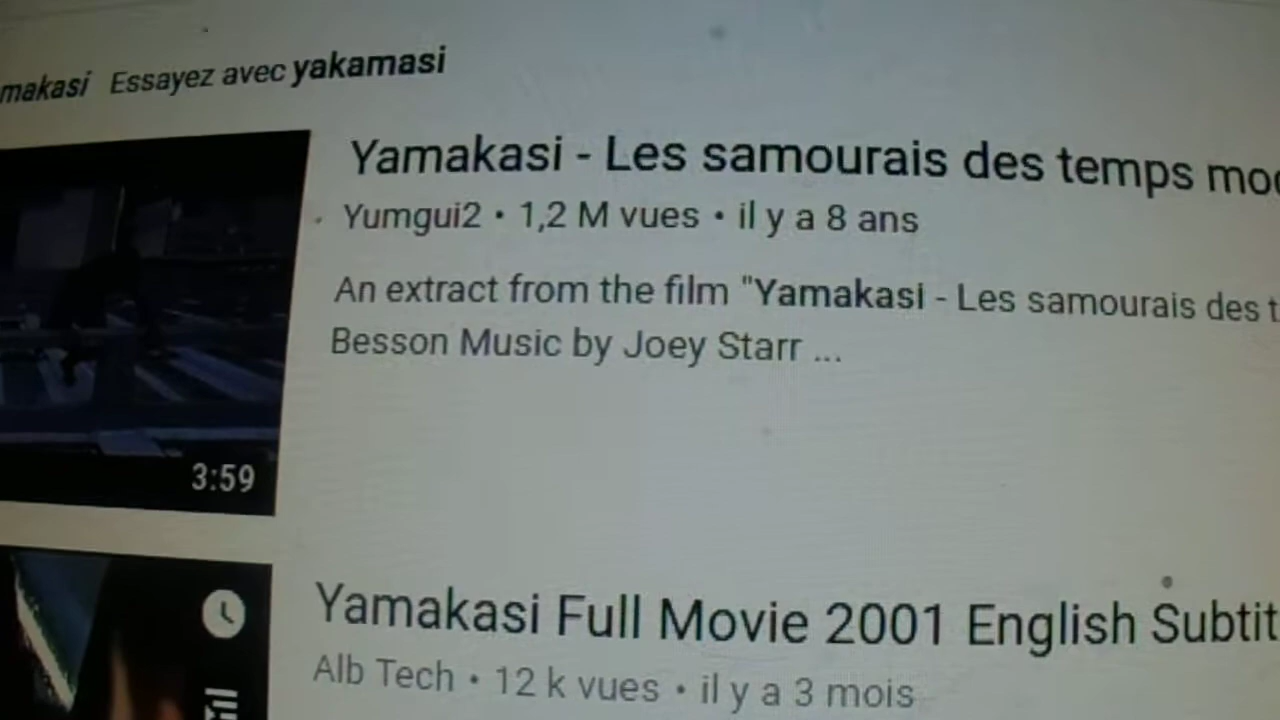 makasi Essayez avec yakamasi
Yamakasi - Les samourais des temps
Yumgui2 • 1,2 M vues • il y a 8 ans
An extract from the film "Yamakasi - Les samourais des
Besson Music by Joey Starr ...
3:59
Yamakasi Full Movie 2001 English
Alb Tech • 12 k vues • il y a 3 mois